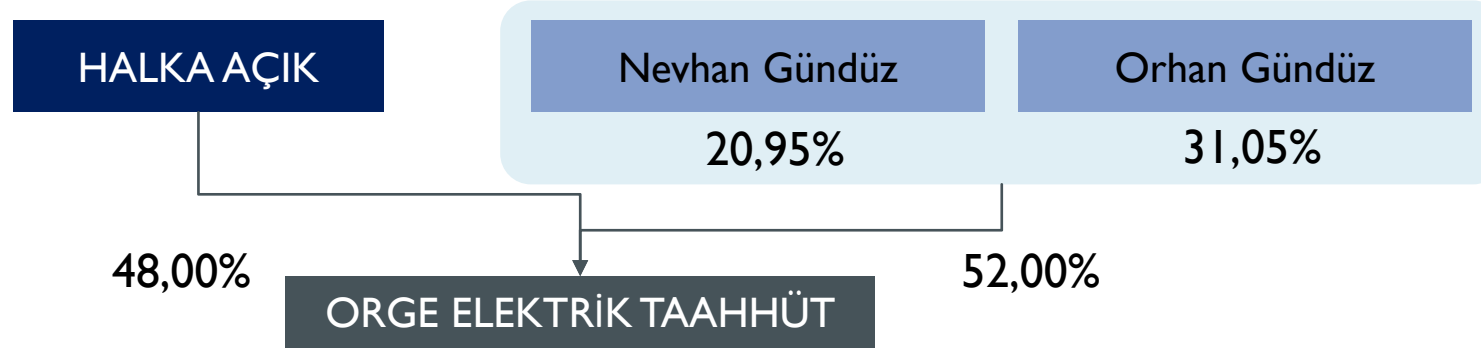 HALKA AÇIK
Nevhan Gündüz
Orhan Gündüz
20,95%
31,05%
48,00%
52,00%
ORGE ELEKTRİK TAAHHÜT